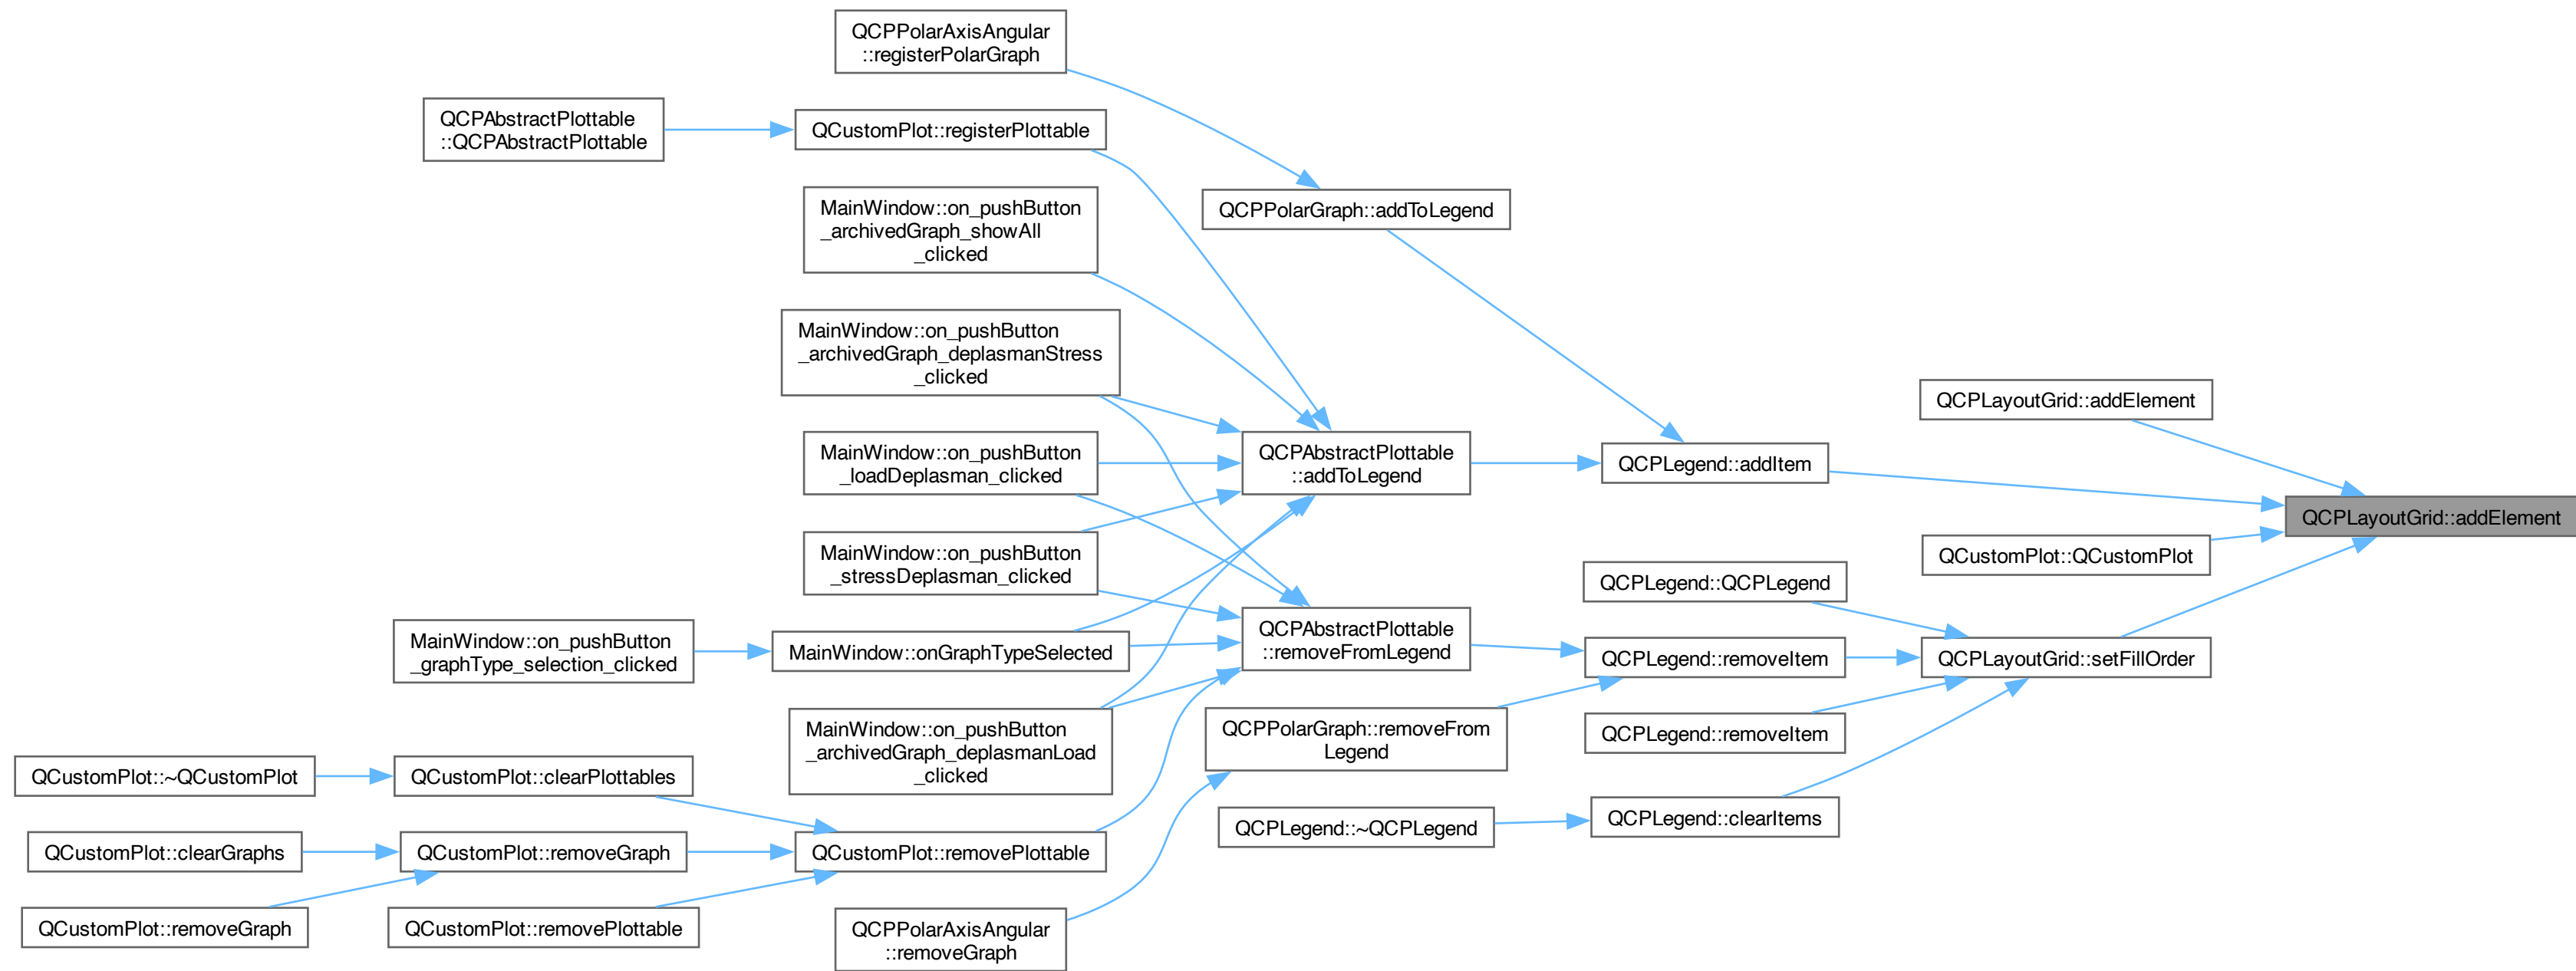 QCPPolarAxisAngular
::registerPolarGraph
QCPAbstractPlottable
::QCPAbstractPlottable
QCustomPlot::registerPlottable
MainWindow::on_pushButton
_archivedGraph_showAll
_clicked
QCPPolarGraph::addToLegend
MainWindow::on_pushButton
_archivedGraph_deplasmanStress
_clicked
QCPLayoutGrid::addElement
MainWindow::on_pushButton
_loadDeplasman_clicked
QCPAbstractPlottable
::addToLegend
QCPLegend::addItem
QCPLayoutGrid::addElement
MainWindow::on_pushButton
_stressDeplasman_clicked
QCustomPlot::QCustomPlot
QCPLegend::QCPLegend
MainWindow::on_pushButton
_graphType_selection_clicked
MainWindow::onGraphTypeSelected
QCPAbstractPlottable
::removeFromLegend
QCPLegend::removeItem
QCPLayoutGrid::setFillOrder
MainWindow::on_pushButton
_archivedGraph_deplasmanLoad
_clicked
QCPPolarGraph::removeFrom
Legend
QCPLegend::removeItem
QCustomPlot::~QCustomPlot
QCustomPlot::clearPlottables
QCPLegend::~QCPLegend
QCPLegend::clearItems
QCustomPlot::clearGraphs
QCustomPlot::removeGraph
QCustomPlot::removePlottable
QCustomPlot::removeGraph
QCustomPlot::removePlottable
QCPPolarAxisAngular
::removeGraph